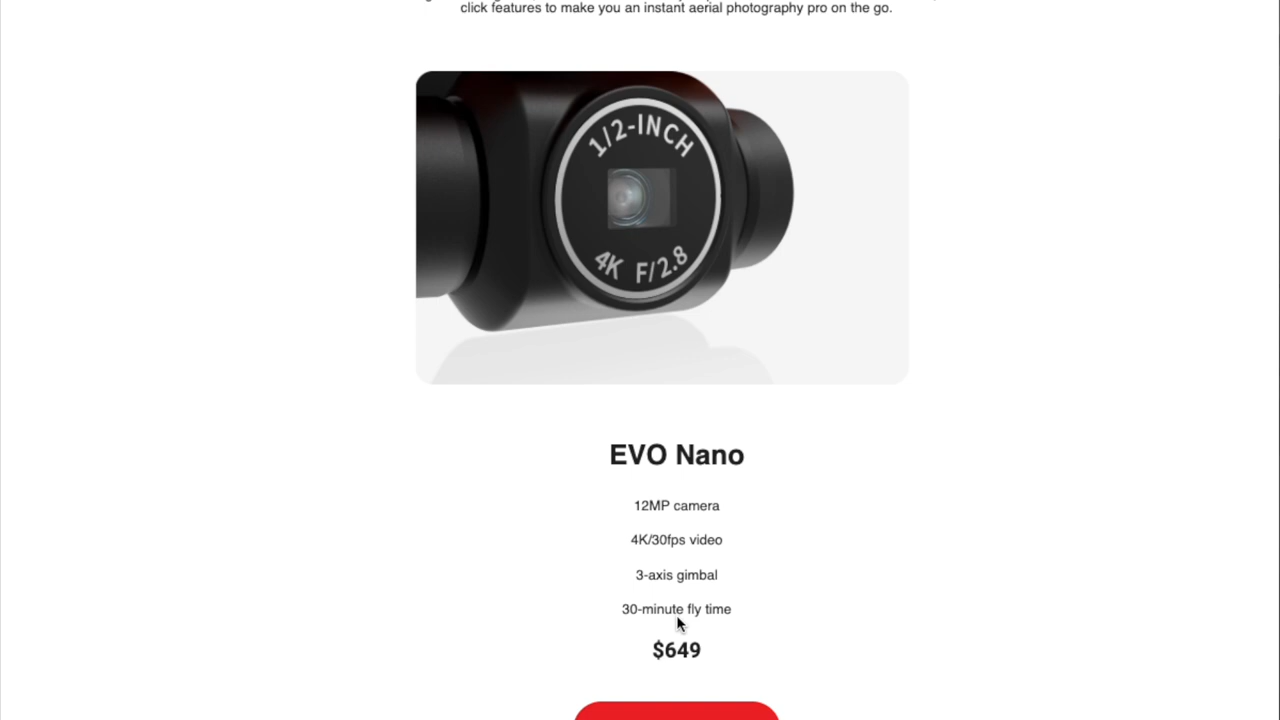 click features to make you an instant aerial photography pro on the go.
1/2-INCH
4K F/2.8
EVO Nano
12MP camera
4K/30fps video
3-axis gimbal
30-minute fly time
$649